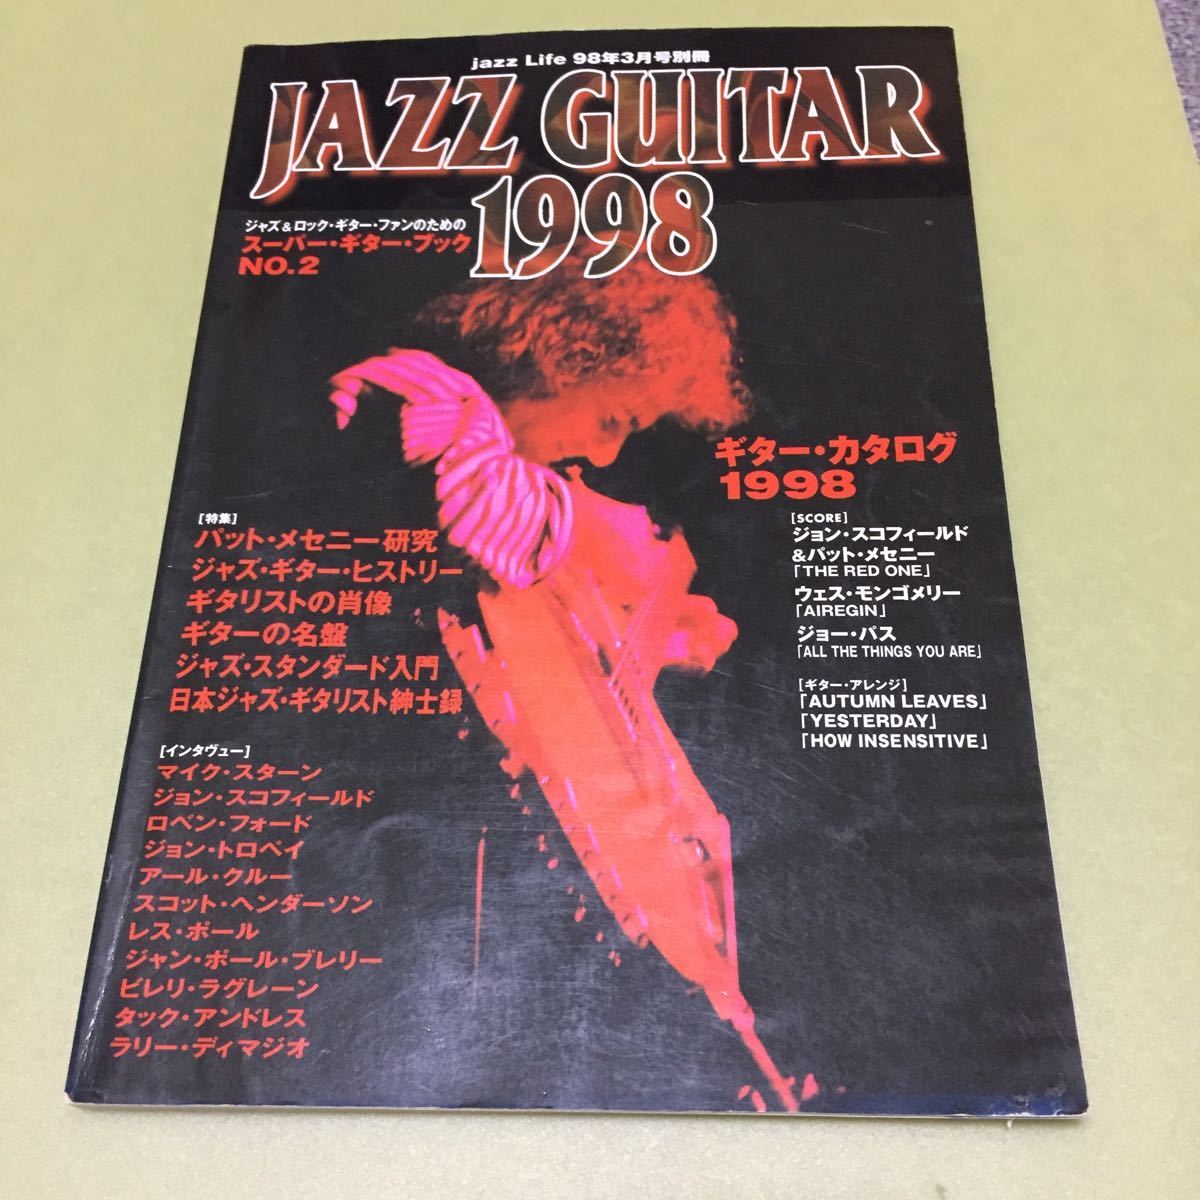 jazz Life 98年3月号別冊
JAZZ GUITAR
1998
ジャズ&ロック・ギター・ファンのための
スーパー・ギター・ブック
NO.2
ギター・カタログ
1998
[特集]
パット・メセニー研究
ジャズ・ギター・ヒストリー
ギタリストの肖像
ギターの名盤
ジャズ・スタンダード入門
日本ジャズ・ギタリスト紳士録
[SCORE]
ジョン・スコフィールド
&パット・メセニー
「THE RED ONE」
ウェス・モンゴメリー
「AIREGIN」
ジョー・パス
「ALL THE THINGS YOU ARE」
[ギター・アレンジ]
「AUTUMN LEAVES」
「YESTERDAY」
「HOW INSENSITIVE」
[インタヴュー]
マイク・スターン
ジョン・スコフィールド
ロベン・フォード
ジョン・トロペイ
アール・クルー
スコット・ヘンダーソン
レス・ポール
ジャン・ポール・ブレリー
ビレリ・ラグレーン
タック・アンドレス
ラリー・ディマジオ